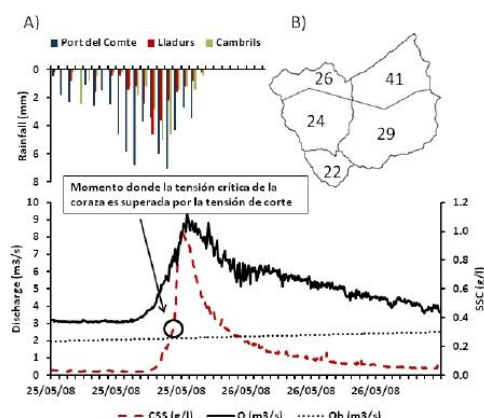 A)
B)
Port del Comte Lladurs Cambrils
Rainfall (mm)
0
2
4
6
8
26
41
24
29
22
Momento donde la tensión crítica de la
coraza es superada por la tensión de corte
Discharge (m3/s)
10
9
8
7
6
5
4
3
2
1
0
1.2
1.0
0.8
0.6
0.4
0.2
0.0
SSC (g/l)
25/05/08 25/05/08 25/05/08 26/05/08 26/05/08 26/05/08
CSS (g/l) Q (m3/s) Qb (m3/s)